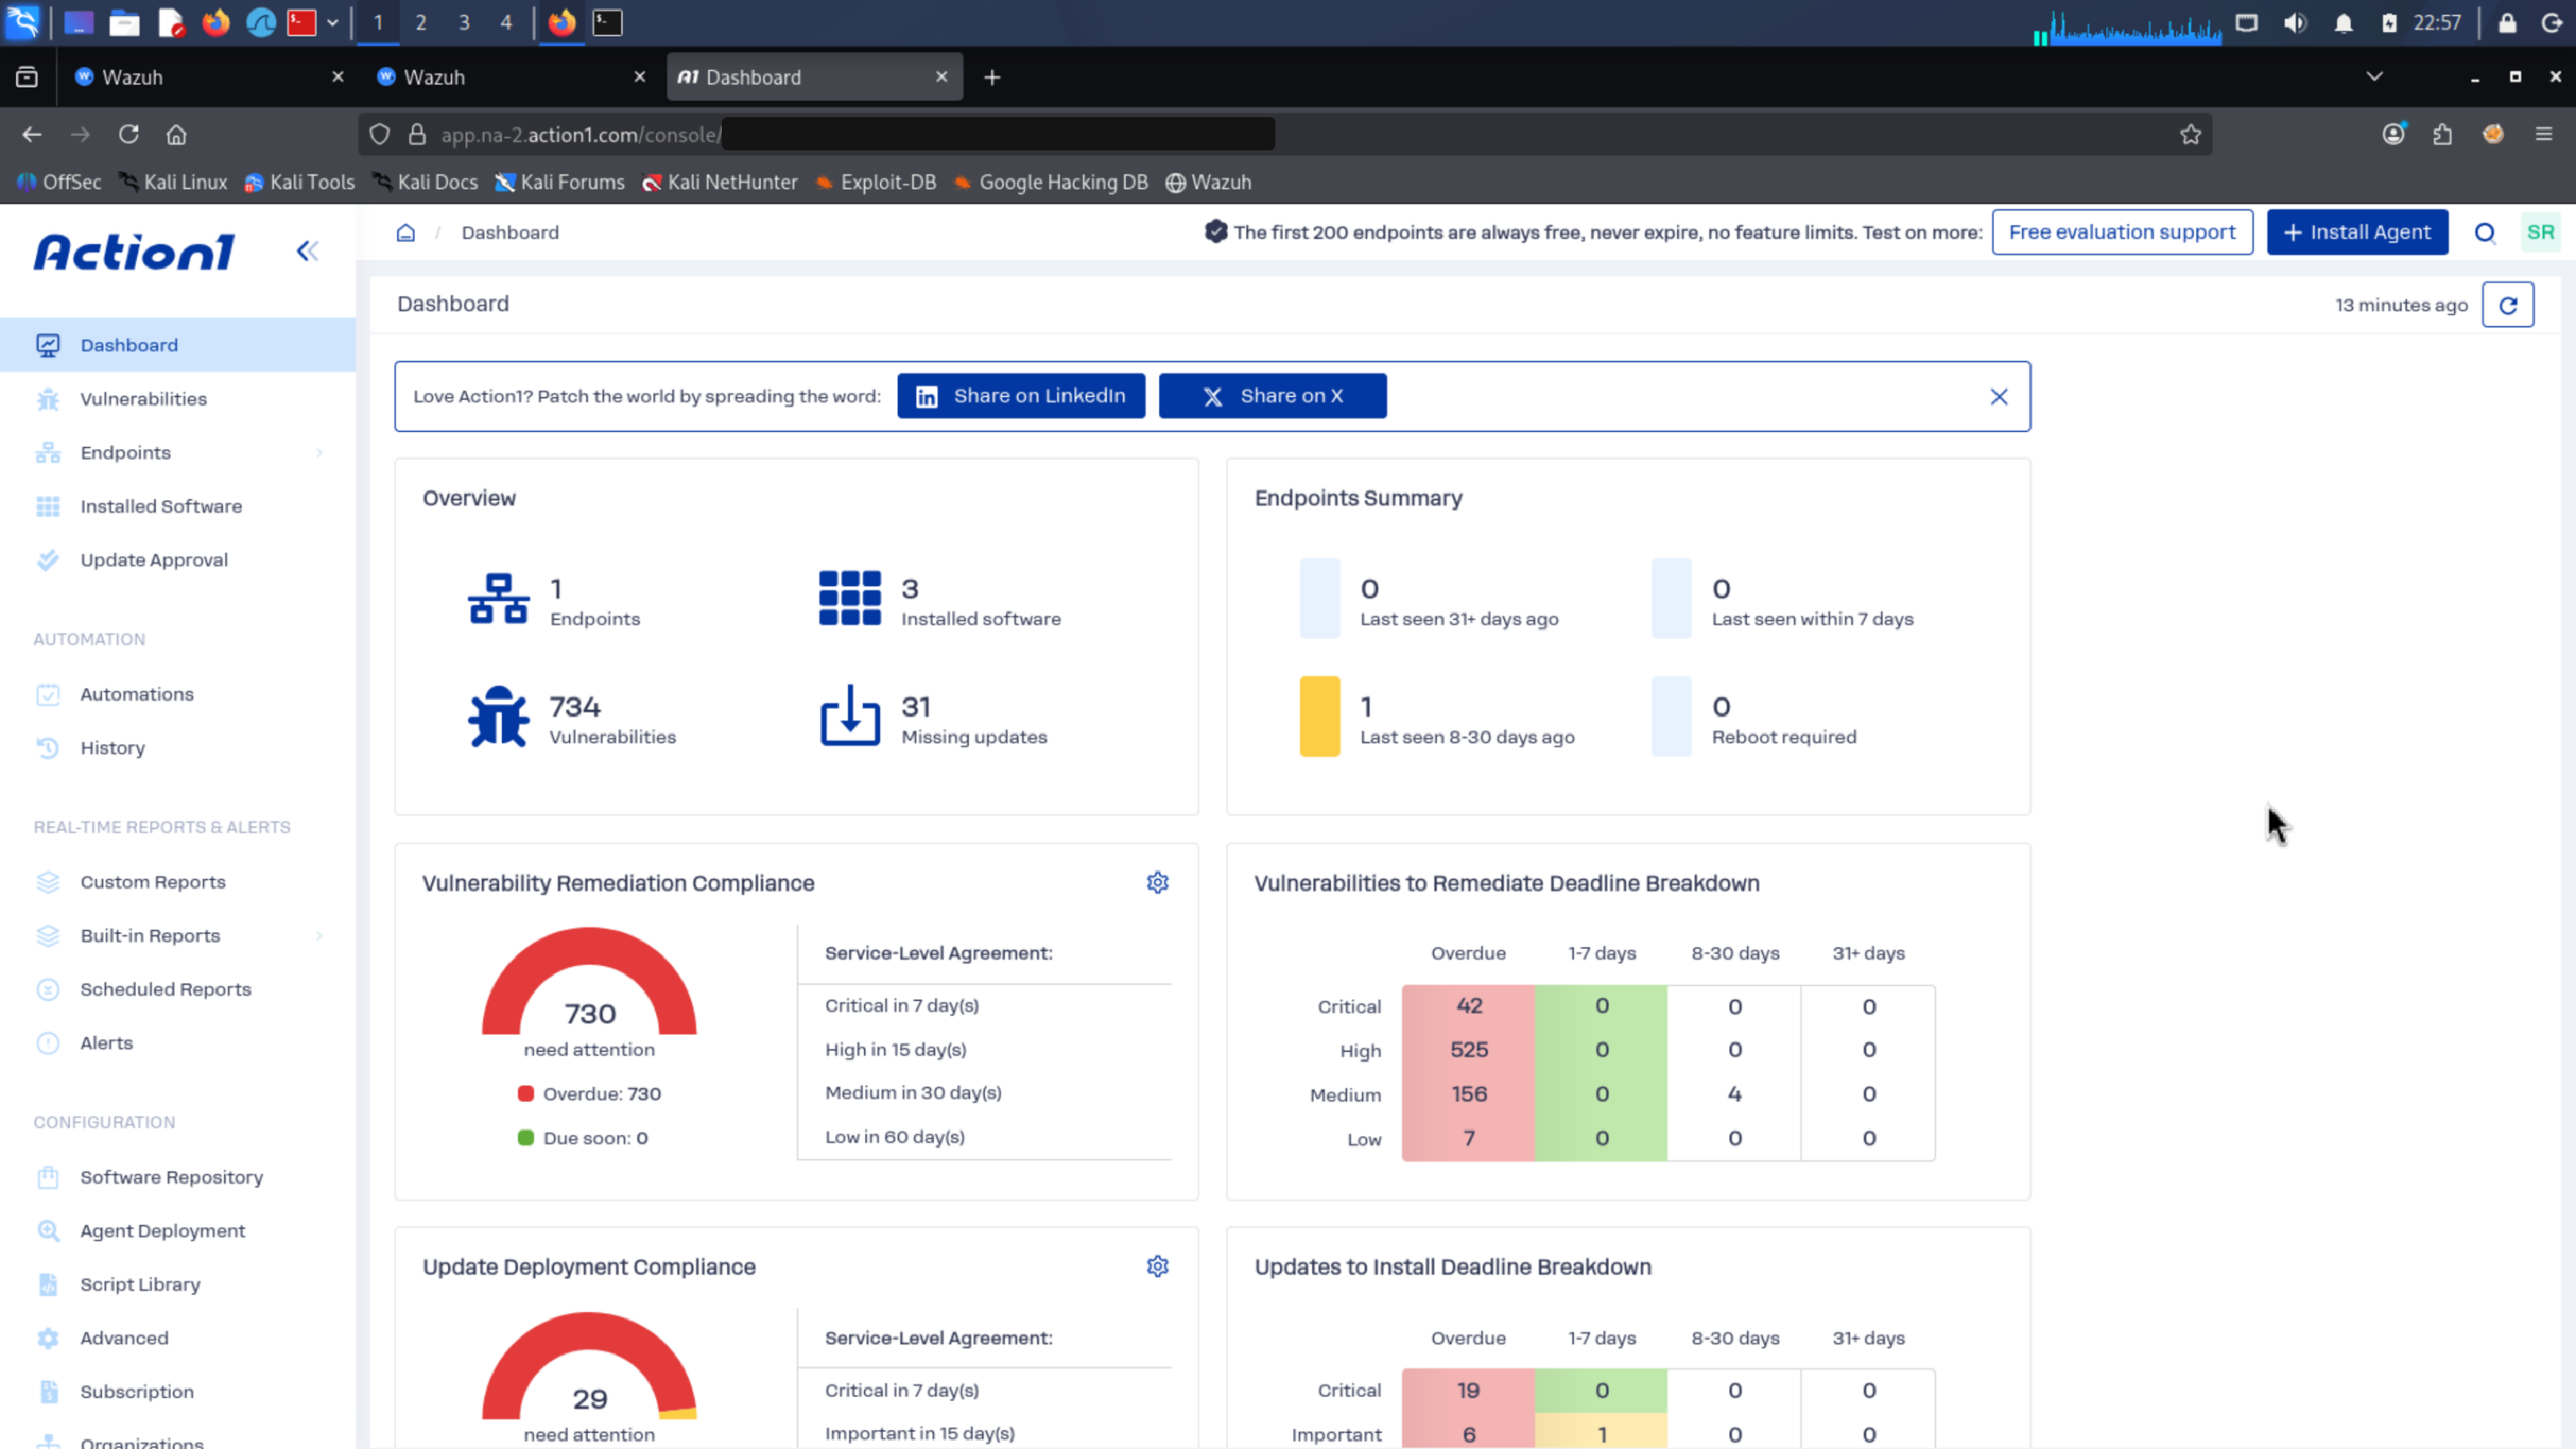 1 2 3 4 22:57
Wazuh Wazuh A1 Dashboard
app.na-2.action1.com/console/
OffSec Kali Linux Kali Tools Kali Docs Kali Forums Kali NetHunter Exploit-DB Google Hacking DB Wazuh
Action1
Dashboard
The first 200 endpoints are always free, never expire, no feature limits. Test on more:
Free evaluation support
+ Install Agent
SR
Dashboard
Vulnerabilities
Endpoints
Installed Software
Update Approval
AUTOMATION
Automations
History
REAL-TIME REPORTS & ALERTS
Custom Reports
Built-in Reports
Scheduled Reports
Alerts
CONFIGURATION
Software Repository
Agent Deployment
Script Library
Advanced
Subscription
Organizations
Dashboard
13 minutes ago
Love Action1? Patch the world by spreading the word:
Share on LinkedIn
Share on X
Overview
1
Endpoints
3
Installed software
734
Vulnerabilities
31
Missing updates
Endpoints Summary
0
Last seen 31+ days ago
0
Last seen within 7 days
1
Last seen 8-30 days ago
0
Reboot required
Vulnerability Remediation Compliance
730
need attention
Overdue: 730
Due soon: 0
Service-Level Agreement:
Critical in 7 day(s)
High in 15 day(s)
Medium in 30 day(s)
Low in 60 day(s)
Vulnerabilities to Remediate Deadline Breakdown
Overdue 1-7 days 8-30 days 31+ days
Critical 42 0 0 0
High 525 0 0 0
Medium 156 0 4 0
Low 7 0 0 0
Update Deployment Compliance
29
need attention
Service-Level Agreement:
Critical in 7 day(s)
Important in 15 day(s)
Updates to Install Deadline Breakdown
Overdue 1-7 days 8-30 days 31+ days
Critical 19 0 0 0
Important 6 1 0 0